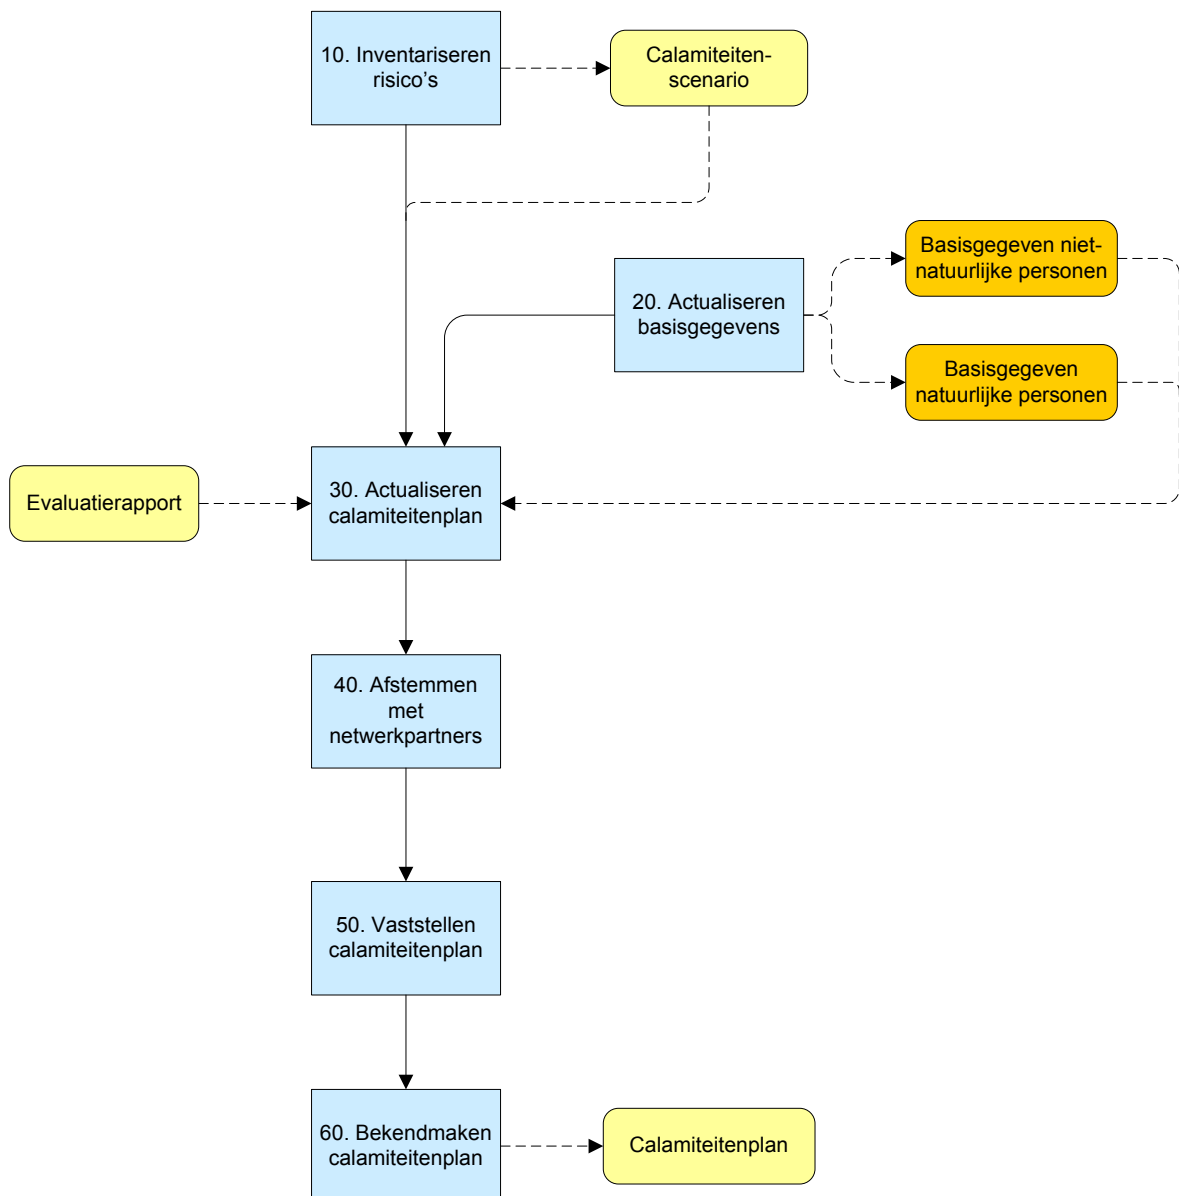 10. Inventariseren
risico's
Calamiteiten-
scenario
Basisgegeven niet-
natuurlijke personen
20. Actualiseren
basisgegevens
Basisgegeven
natuurlijke personen
Evaluatierapport
30. Actualiseren
calamiteitenplan
40. Afstemmen
met
netwerkpartners
50. Vaststellen
calamiteitenplan
60. Bekendmaken
calamiteitenplan
Calamiteitenplan